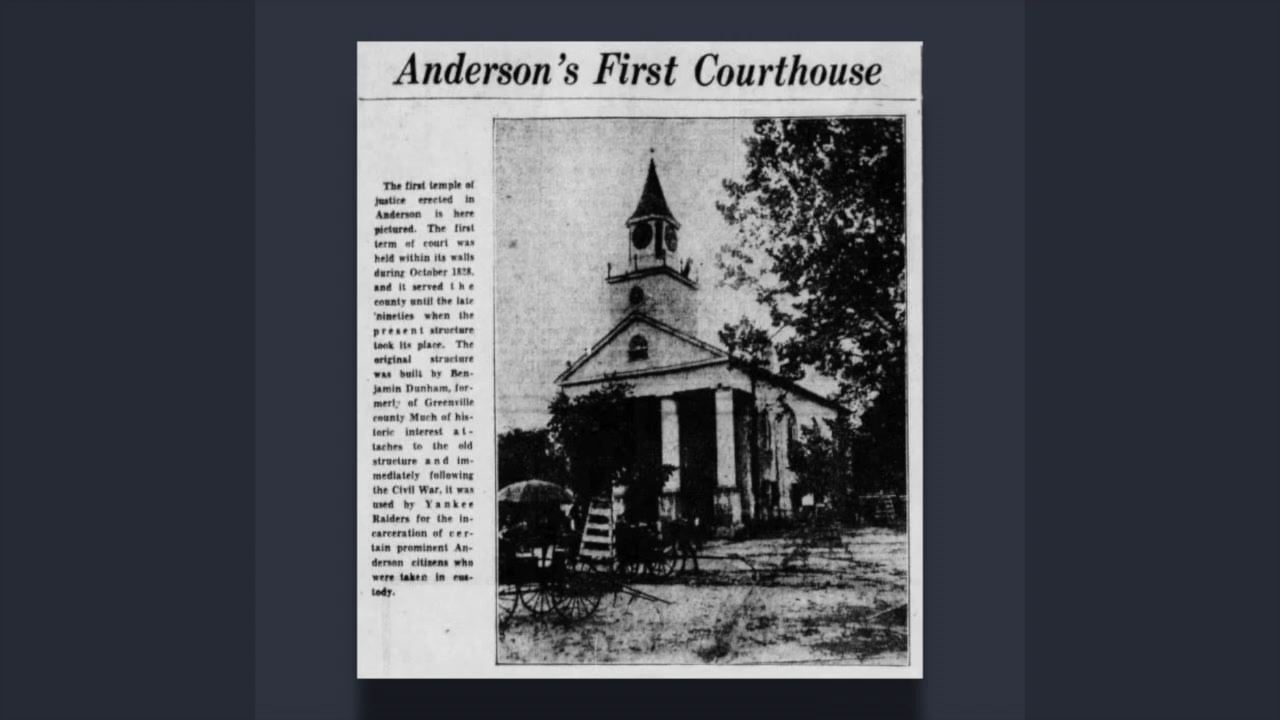 Anderson's First Courthouse
The first temple of
justice erected in
Anderson is here
pictured. The first
term of court was
held within its walls
during October 1828,
and it served the
county until the late
'nineties when the
present structure
took its place. The
original structure
was built by Ben-
jamin Dunham, for-
merly of Greenville
county Much of his-
toric interest at-
taches to the old
structure and im-
mediately following
the Civil War, it was
used by Yankee
Raiders for the in-
carceration of cer-
tain prominent An-
derson citizens who
were taken in cus-
tody.